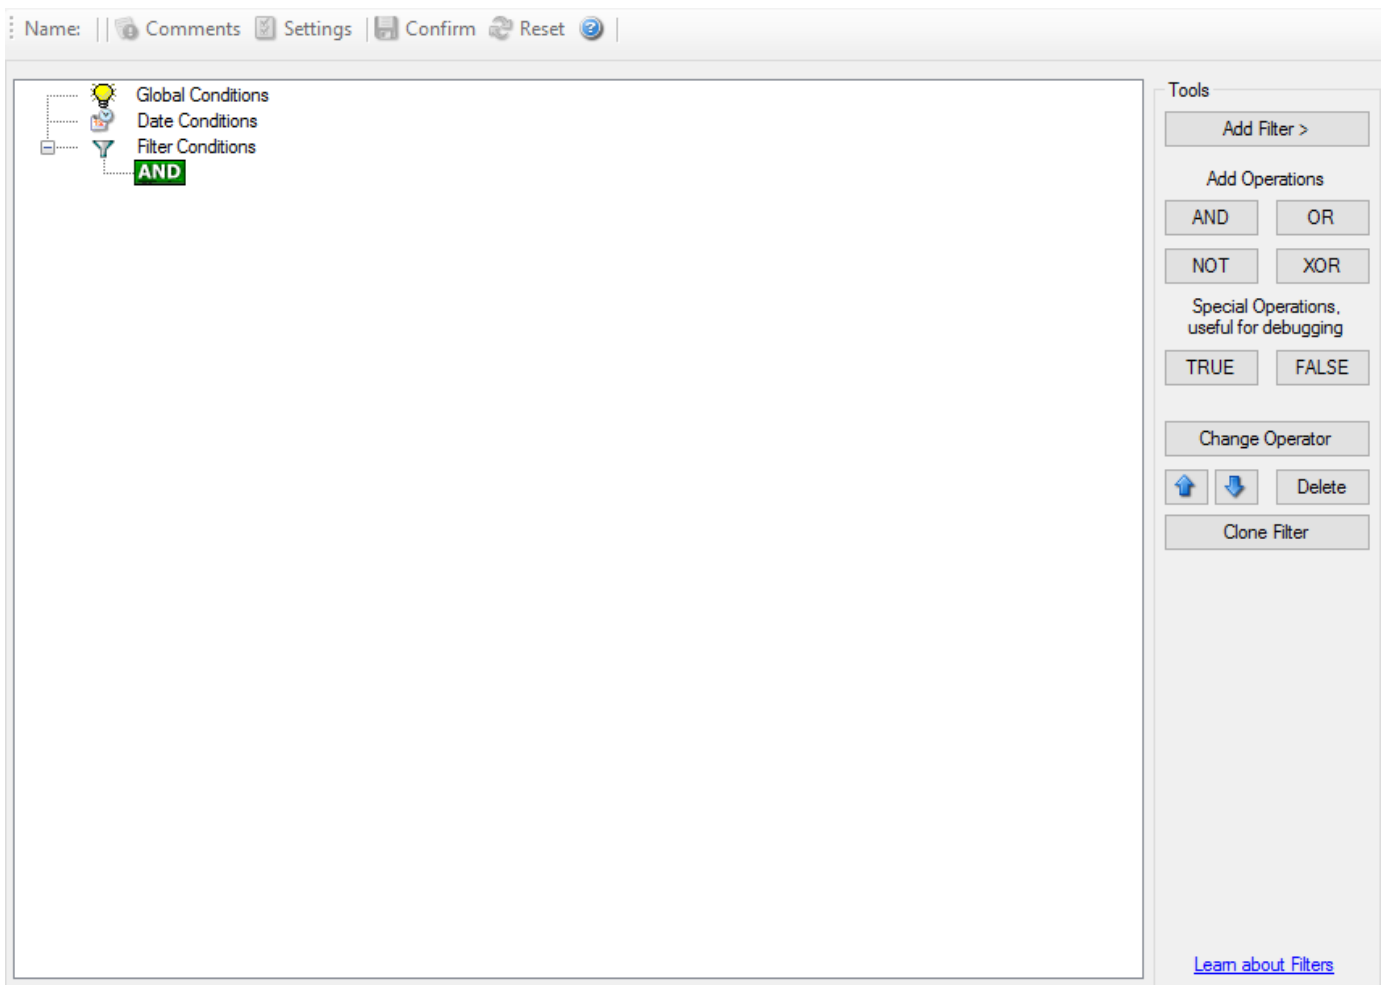 Name: Comments Settings Confirm Reset
Global Conditions
Date Conditions
Filter Conditions
AND
Tools
Add Filter >
Add Operations
AND OR
NOT XOR
Special Operations,
useful for debugging
TRUE FALSE
Change Operator
Delete
Clone Filter
Learn about Filters